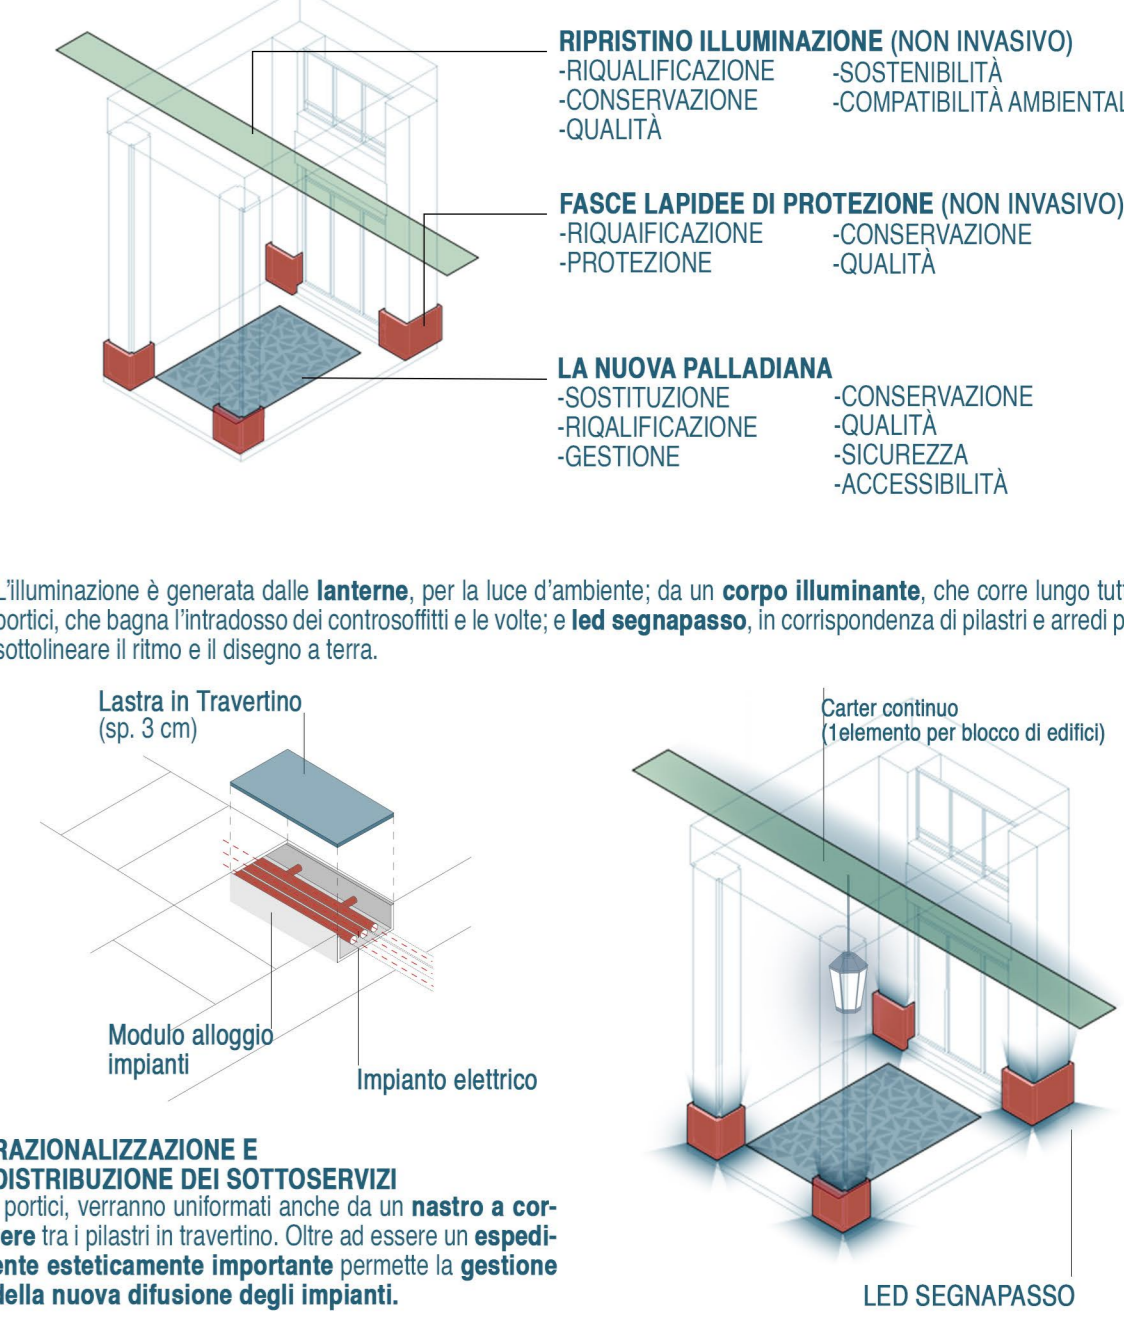 RIPRISTINO ILLUMINAZIONE (NON INVASIVO)
-RIQUALIFICAZIONE
-CONSERVAZIONE
-QUALITÀ
-SOSTENIBILITÀ
-COMPATIBILITÀ AMBIENTAL
FASCE LAPIDEE DI PROTEZIONE (NON INVASIVO)
-RIQUAIFICAZIONE
-PROTEZIONE
-CONSERVAZIONE
-QUALITÀ
LA NUOVA PALLADIANA
-SOSTITUZIONE
-RIQALIFICAZIONE
-GESTIONE
-CONSERVAZIONE
-QUALITÀ
-SICUREZZA
-ACCESSIBILITÀ
L'illuminazione è generata dalle lanterne, per la luce d'ambiente; da un corpo illuminante, che corre lungo tut
portici, che bagna l'intradosso dei controsoffitti e le volte; e led segnapasso, in corrispondenza di pilastri e arredi p
sottolineare il ritmo e il disegno a terra.
Lastra in Travertino
(sp. 3 cm)
Modulo alloggio
impianti
Impianto elettrico
Carter continuo
(1elemento per blocco di edifici)
LED SEGNAPASSO
RAZIONALIZZAZIONE E
DISTRIBUZIONE DEI SOTTOSERVIZI
portici, verranno uniformati anche da un nastro a cor-
ere tra i pilastri in travertino. Oltre ad essere un espedi-
ente esteticamente importante permette la gestione
della nuova difusione degli impianti.